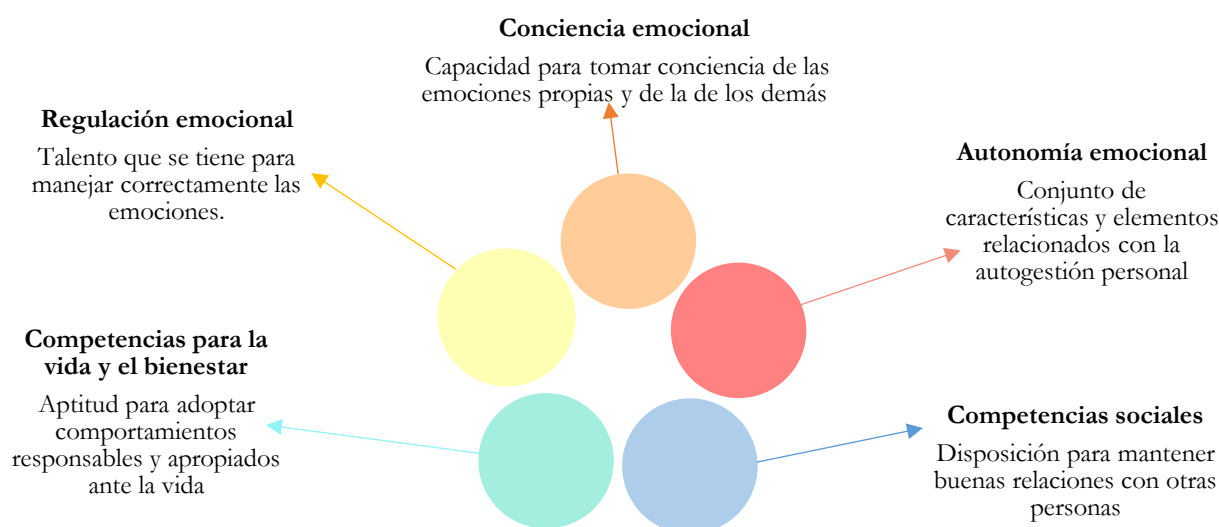 Conciencia emocional
Capacidad para tomar conciencia de las
emociones propias y de la de los demás
Regulación emocional
Talento que se tiene para
manejar correctamente las
emociones.
Autonomía emocional
Conjunto de
características y elementos
relacionados con la
autogestión personal
Competencias para la
vida y el bienestar
Aptitud para adoptar
comportamientos
responsables y apropiados
ante la vida
Competencias sociales
Disposición para mantener
buenas relaciones con otras
personas